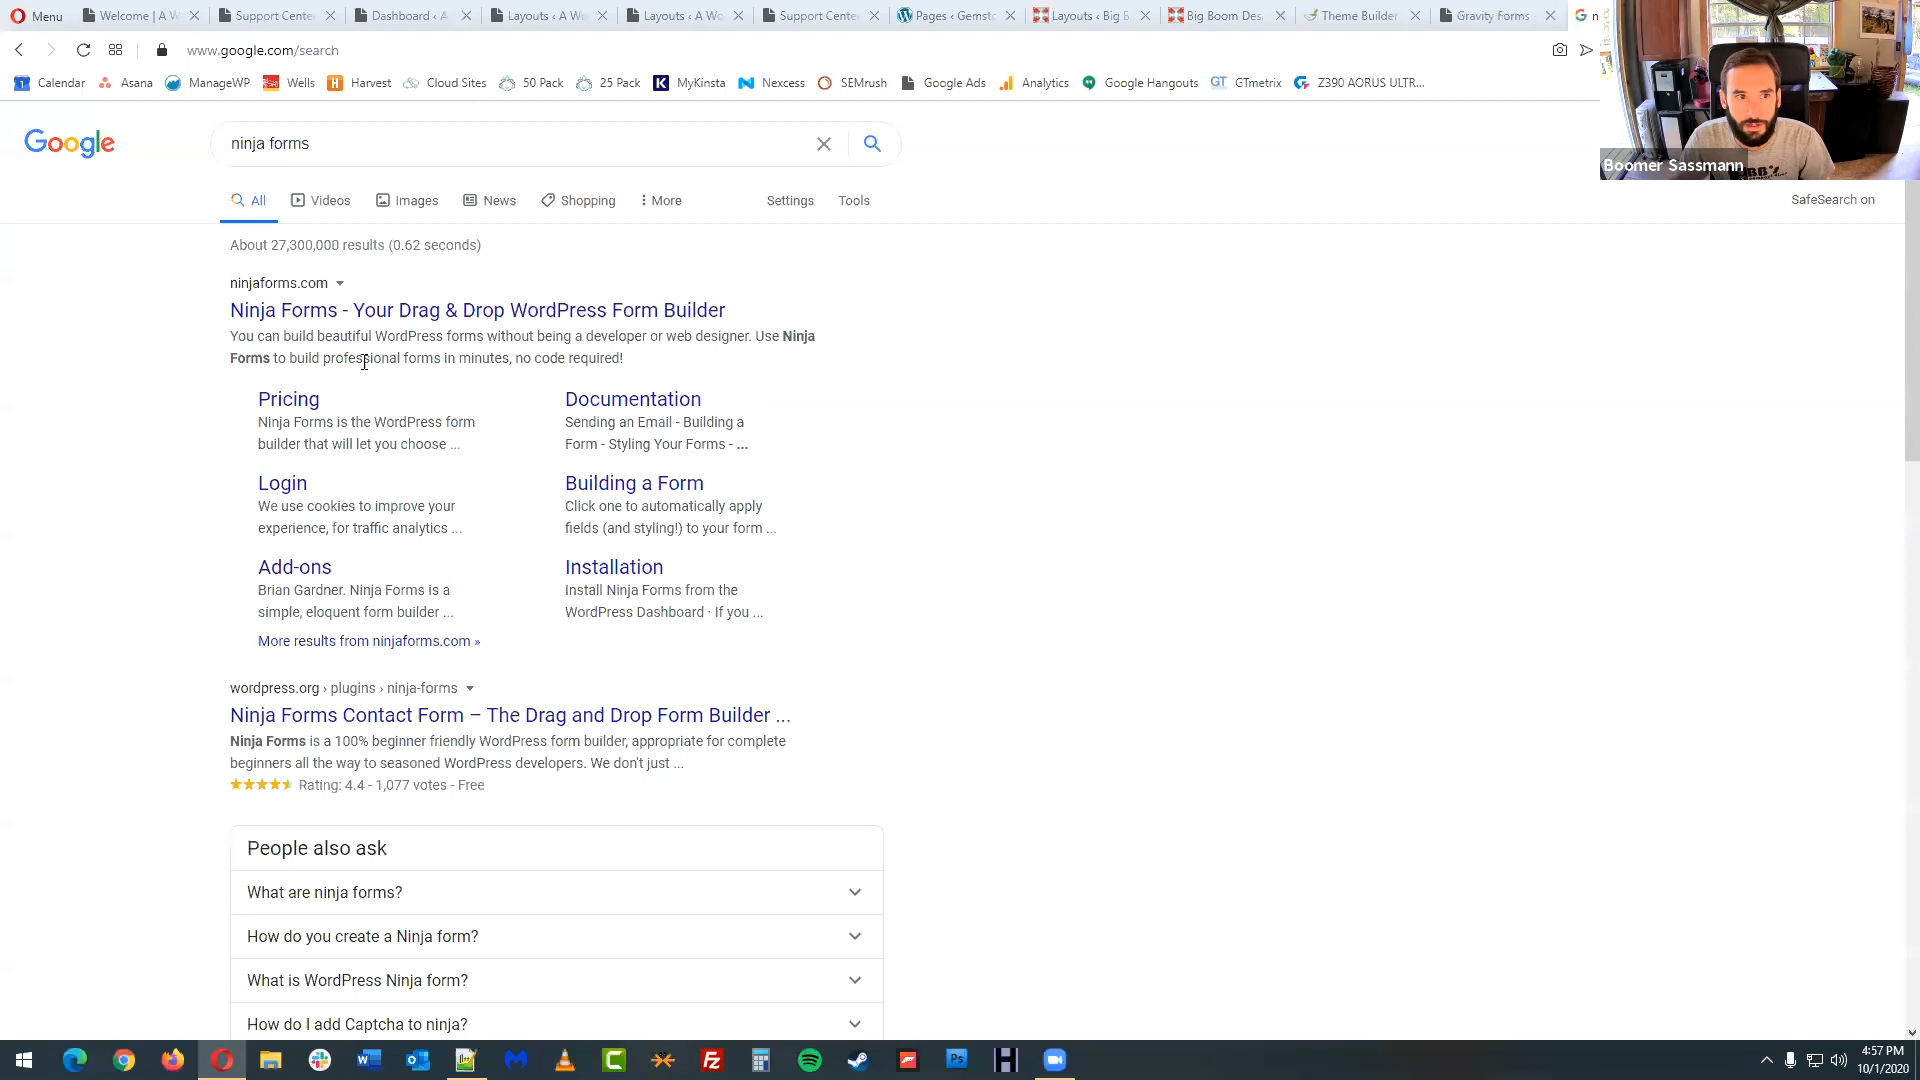 Menu
Welcome | A W
Support Cente
Dashboard ‹ A
Layouts ‹ A Wo
Layouts ‹ A Wo
Support Cente
Pages ‹ Gemst
Layouts ‹ Big B
Big Boom Des
Theme Builder
Gravity Forms
G n
www.google.com/search
1 Calendar
Asana
ManageWP
Wells
H Harvest
Cloud Sites
50 Pack
25 Pack
K MyKinsta
Nexcess
SEMrush
Google Ads
Analytics
Google Hangouts
GT GTmetrix
Z390 AORUS ULTR...
Boomer Sassmann
Google
ninja forms
All
Videos
Images
News
Shopping
More
Settings
Tools
SafeSearch on
About 27,300,000 results (0.62 seconds)
ninjaforms.com
Ninja Forms - Your Drag & Drop WordPress Form Builder
You can build beautiful WordPress forms without being a developer or web designer. Use Ninja
Forms to build professional forms in minutes, no code required!
Pricing
Ninja Forms is the WordPress form
builder that will let you choose ...
Documentation
Sending an Email - Building a
Form - Styling Your Forms - ...
Login
We use cookies to improve your
experience, for traffic analytics ...
Building a Form
Click one to automatically apply
fields (and styling!) to your form ...
Add-ons
Brian Gardner. Ninja Forms is a
simple, eloquent form builder ...
Installation
Install Ninja Forms from the
WordPress Dashboard · If you ...
More results from ninjaforms.com »
wordpress.org › plugins › ninja-forms
Ninja Forms Contact Form – The Drag and Drop Form Builder ...
Ninja Forms is a 100% beginner friendly WordPress form builder, appropriate for complete
beginners all the way to seasoned WordPress developers. We don't just ...
Rating: 4.4 - 1,077 votes - Free
People also ask
What are ninja forms?
How do you create a Ninja form?
What is WordPress Ninja form?
How do I add Captcha to ninja?
4:57 PM
10/1/2020